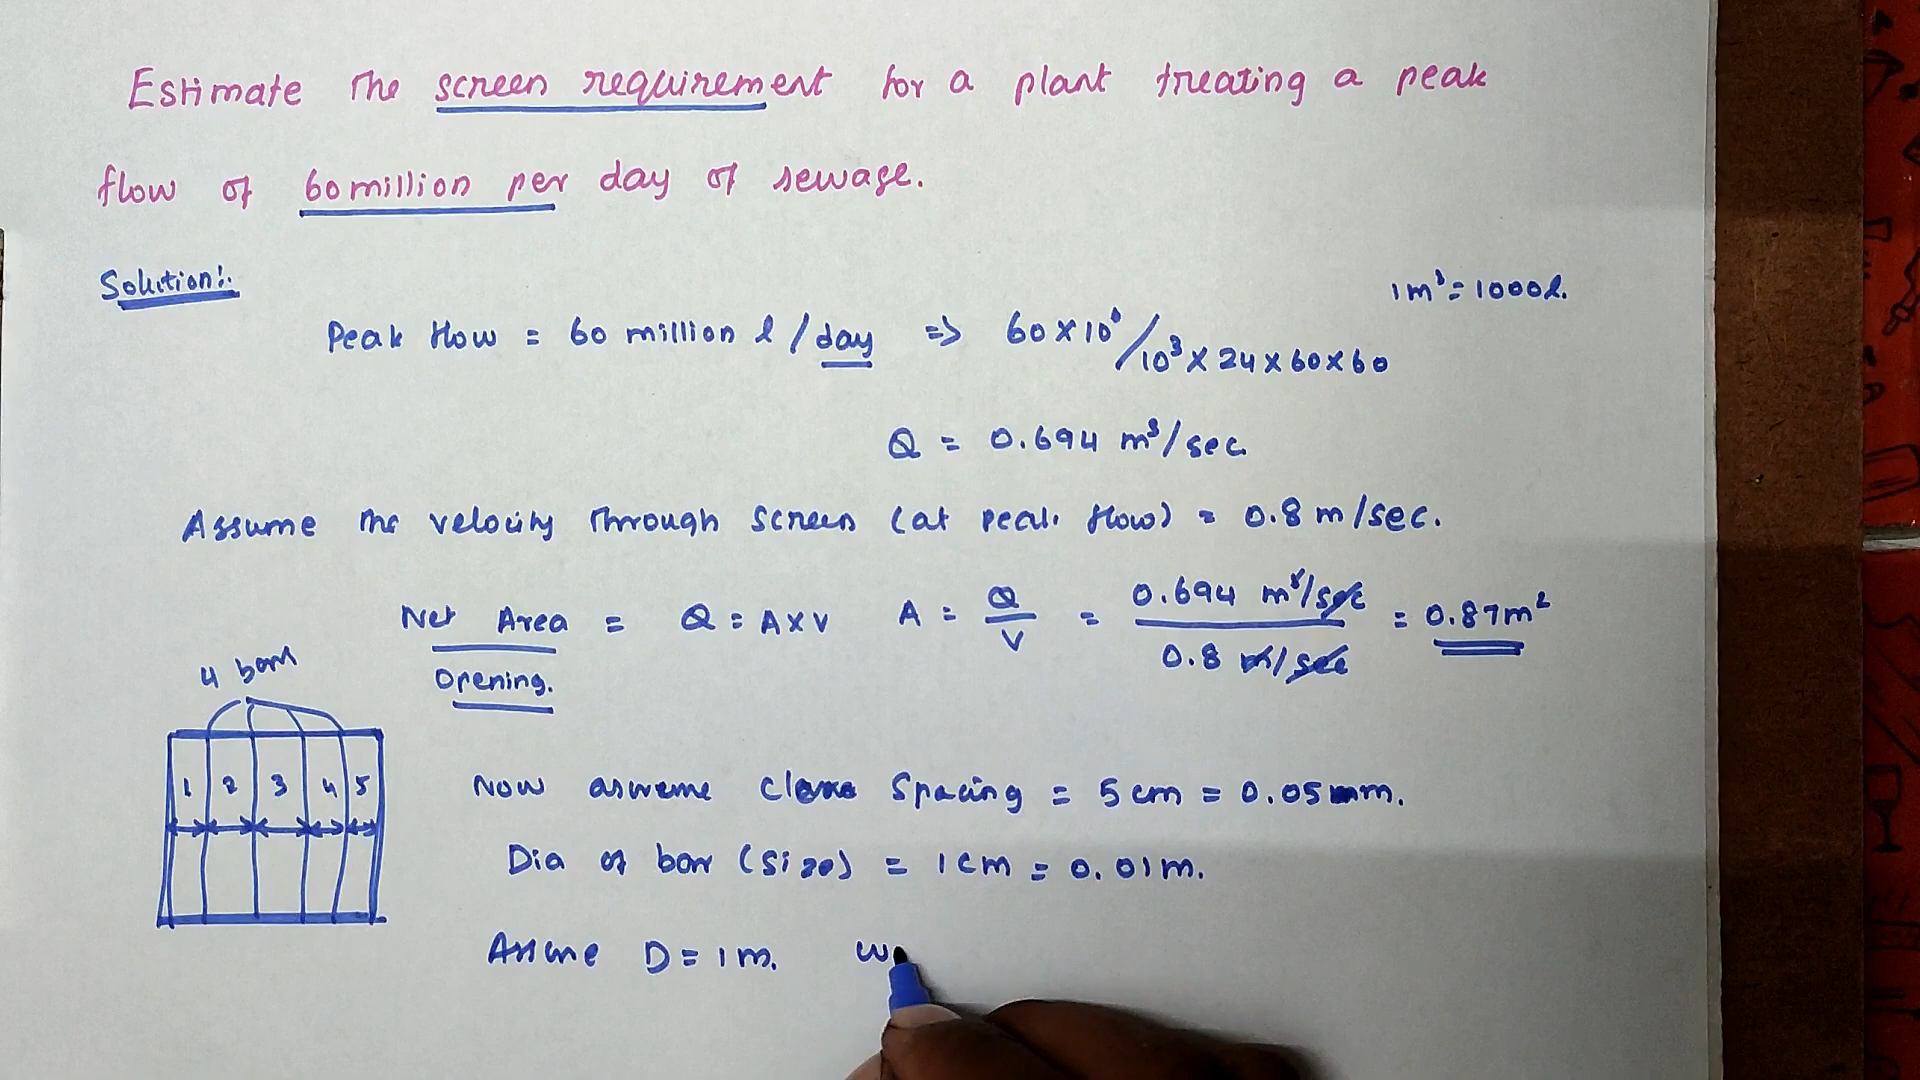 Estimate the screen requirement for a plant treating a peak
flow of 60 million per day of sewage.
Solution:
1m³ = 1000l.
Peak flow = 60 million l / day => 60 x 10⁶ / 10³ x 24 x 60 x 60
Q = 0.694 m³/sec.
Assume the velocity through screen (at peak flow) = 0.8 m/sec.
Net Area Opening. = Q = A x V A = Q/V = 0.694 m³/sec / 0.8 m/sec = 0.87m²
4 bars
1 2 3 4 5
Now assume clear spacing = 5 cm = 0.05 m.
Dia of bar (size) = 1 cm = 0.01 m.
Assume D = 1 m. w